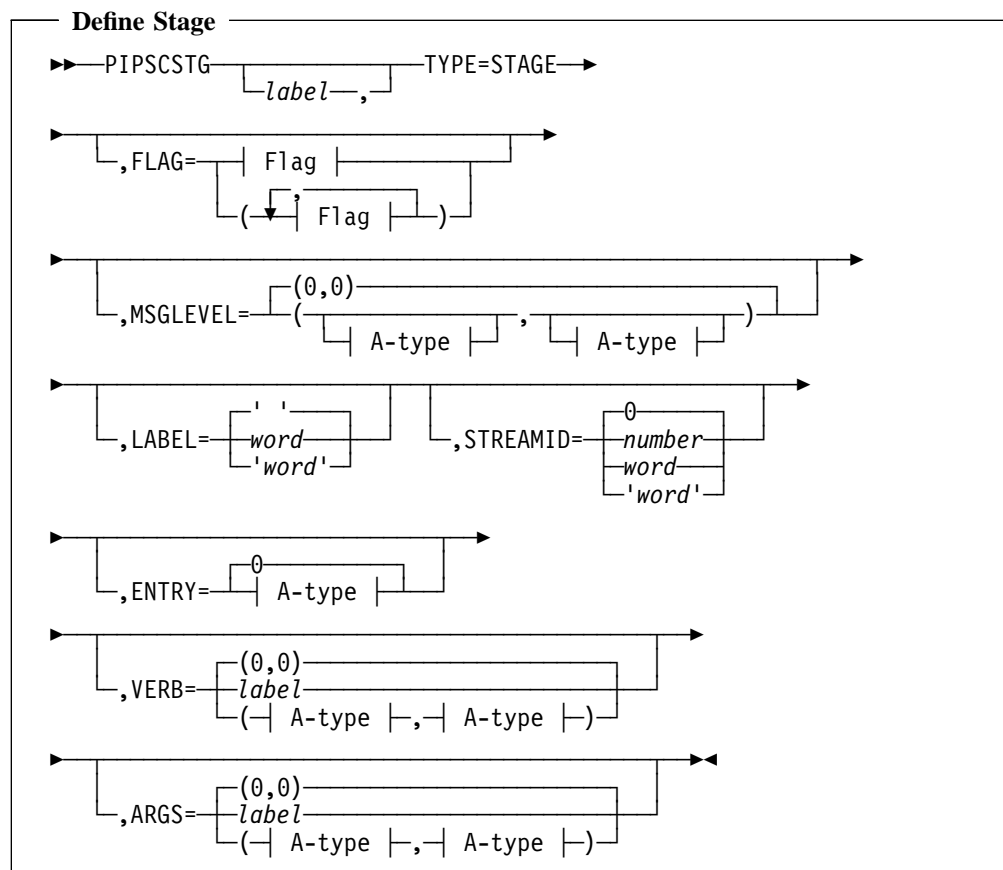 Define Stage
PIPSCSTG TYPE=STAGE
label ,
,FLAG= Flag
,
( Flag )
(0,0)
,MSGLEVEL= ( , )
A-type A-type
' ' 0
,LABEL= word ,STREAMID= number
'word' word
'word'
0
,ENTRY= A-type
(0,0)
,VERB= label
( A-type , A-type )
(0,0)
,ARGS= label
( A-type , A-type )